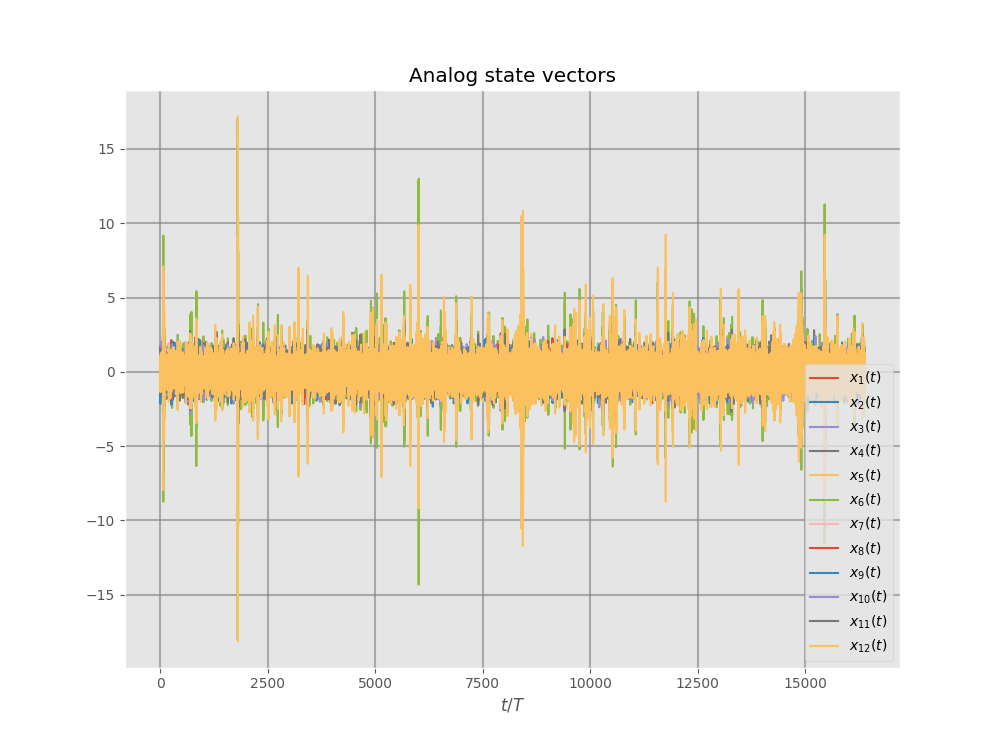 Analog state vectors
15
10
5
0
−5
−10
−15
0 2500 5000 7500 10000 12500 15000
t/T
x₁(t)
x₂(t)
x₃(t)
x₄(t)
x₅(t)
x₆(t)
x₇(t)
x₈(t)
x₉(t)
x₁₀(t)
x₁₁(t)
x₁₂(t)